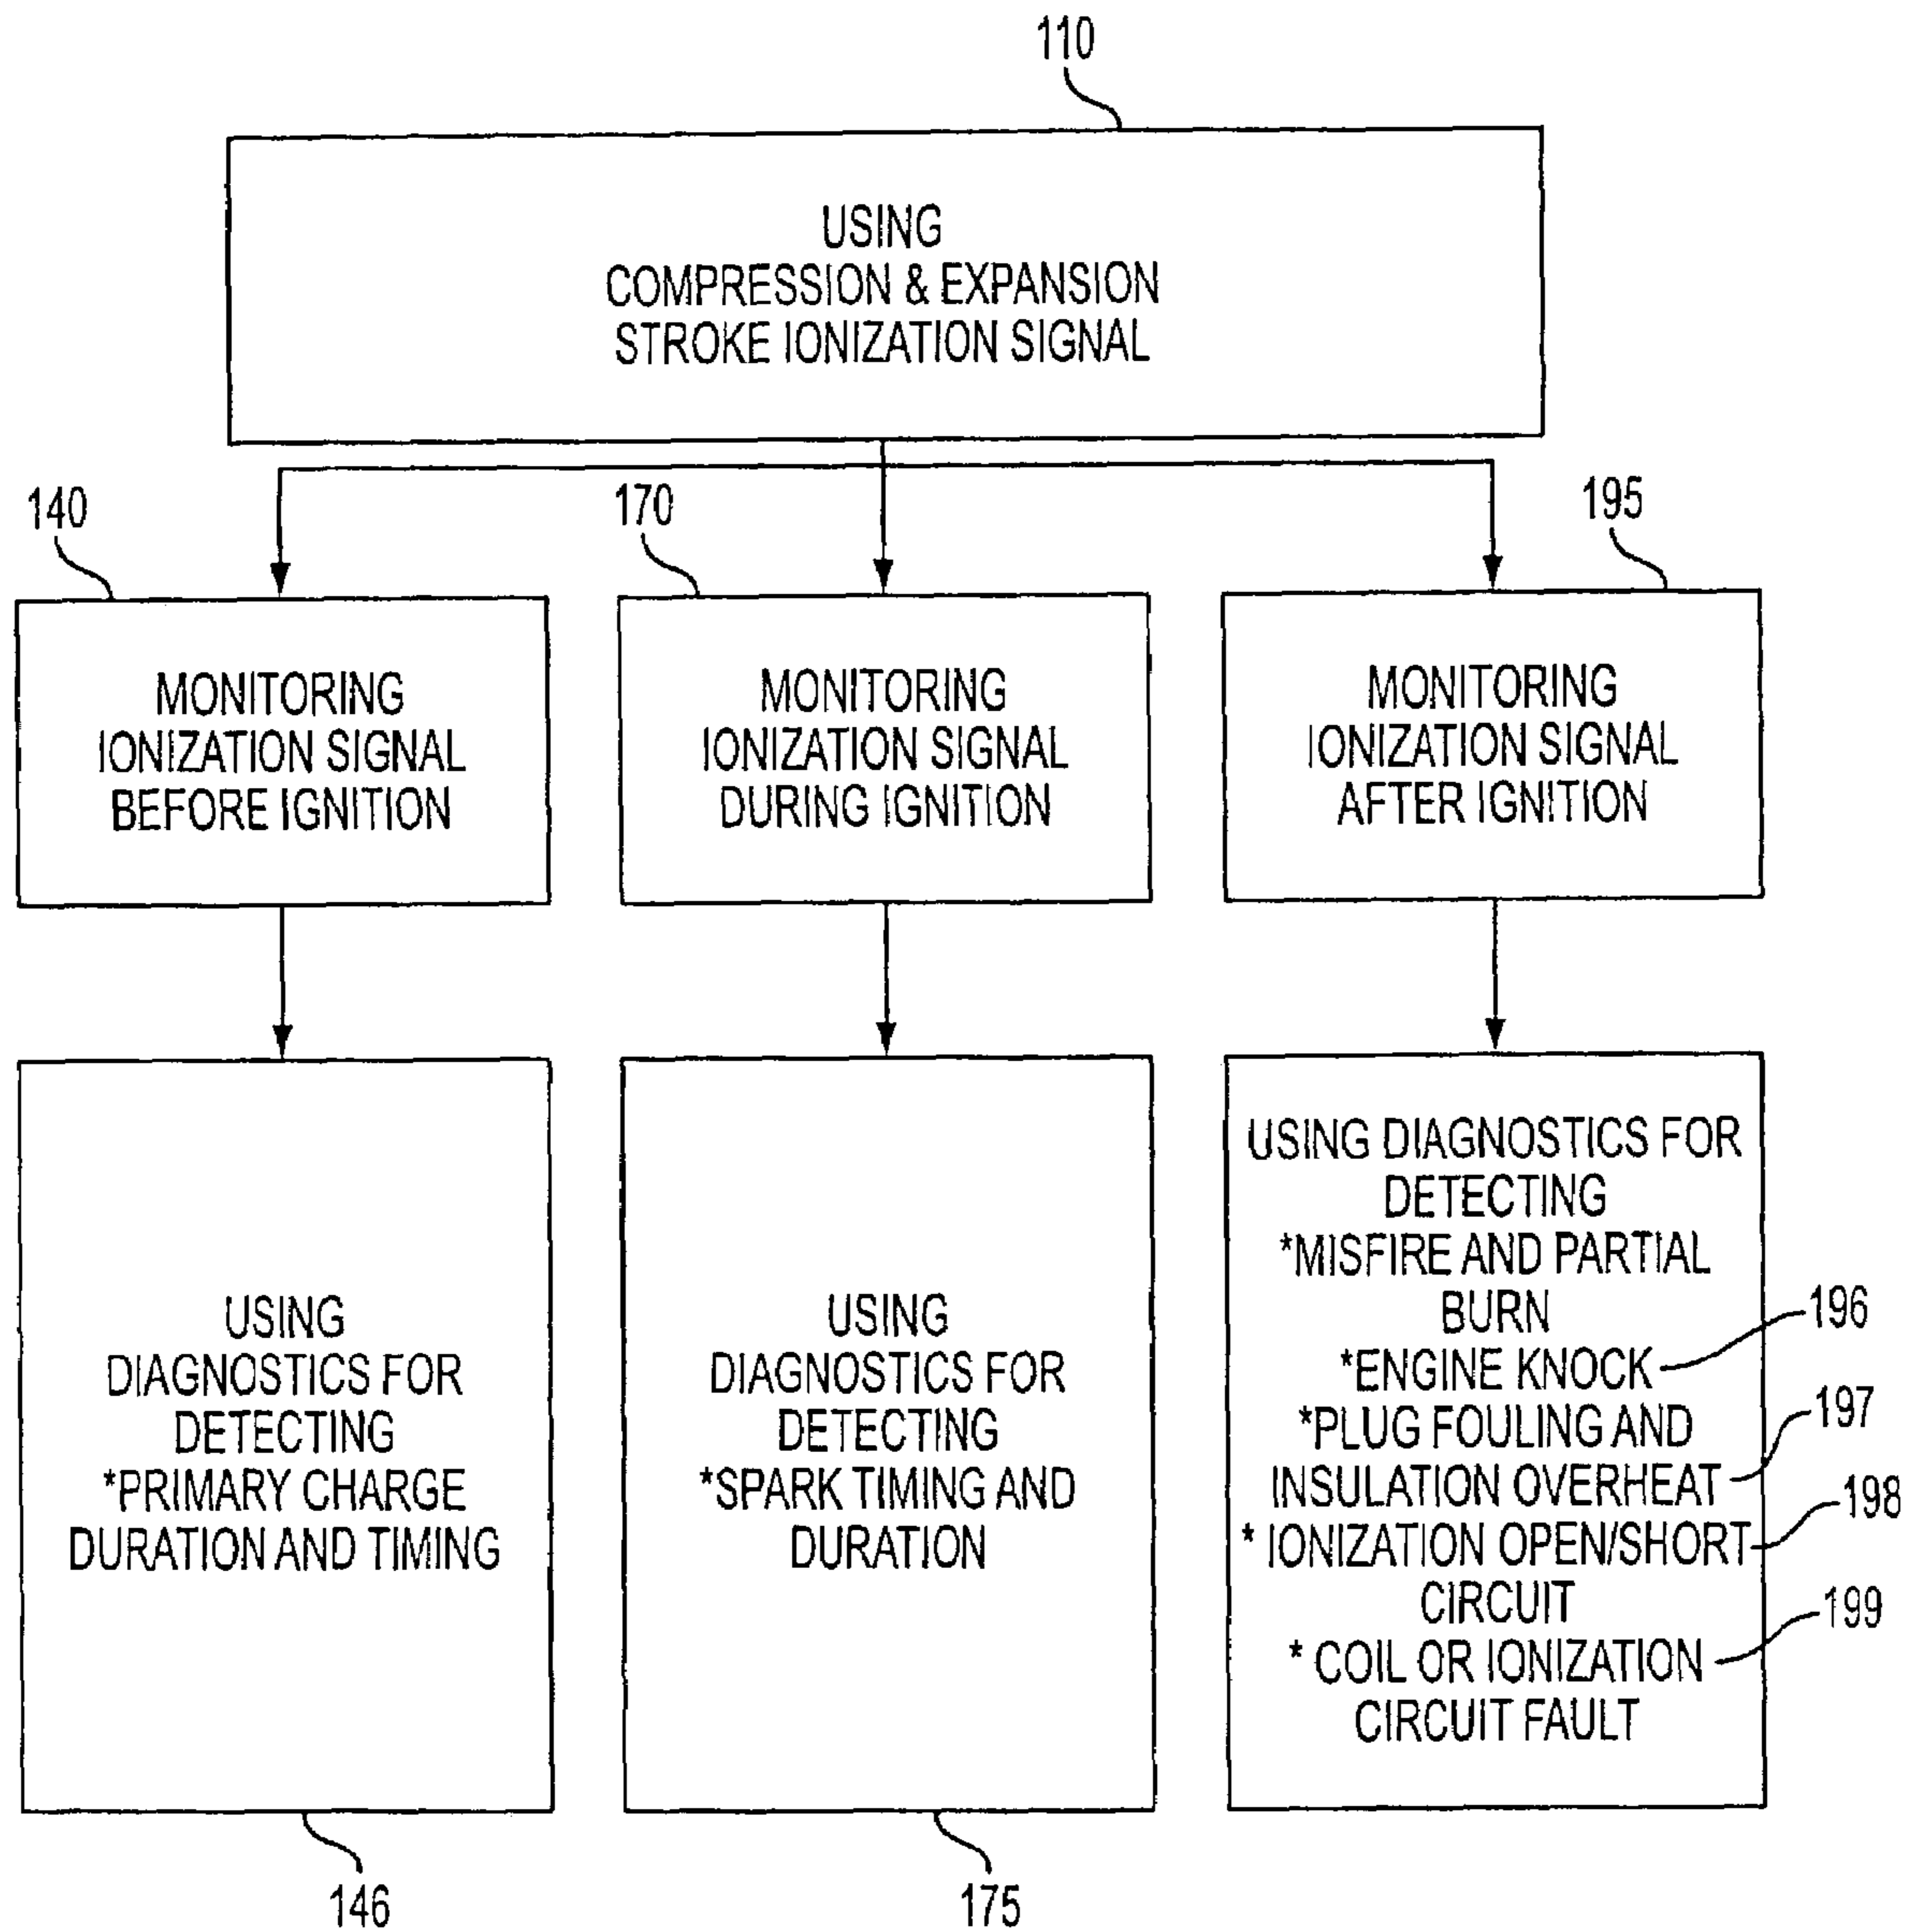 110
USING
COMPRESSION & EXPANSION
STROKE IONIZATION SIGNAL
140
170
195
MONITORING
IONIZATION SIGNAL
BEFORE IGNITION
MONITORING
IONIZATION SIGNAL
DURING IGNITION
MONITORING
IONIZATION SIGNAL
AFTER IGNITION
USING
DIAGNOSTICS FOR
DETECTING
*PRIMARY CHARGE
DURATION AND TIMING
USING
DIAGNOSTICS FOR
DETECTING
*SPARK TIMING AND
DURATION
USING DIAGNOSTICS FOR
DETECTING
*MISFIRE AND PARTIAL
BURN
*ENGINE KNOCK
*PLUG FOULING AND
INSULATION OVERHEAT
* IONIZATION OPEN/SHORT
CIRCUIT
* COIL OR IONIZATION
CIRCUIT FAULT
196
197
198
199
146
175